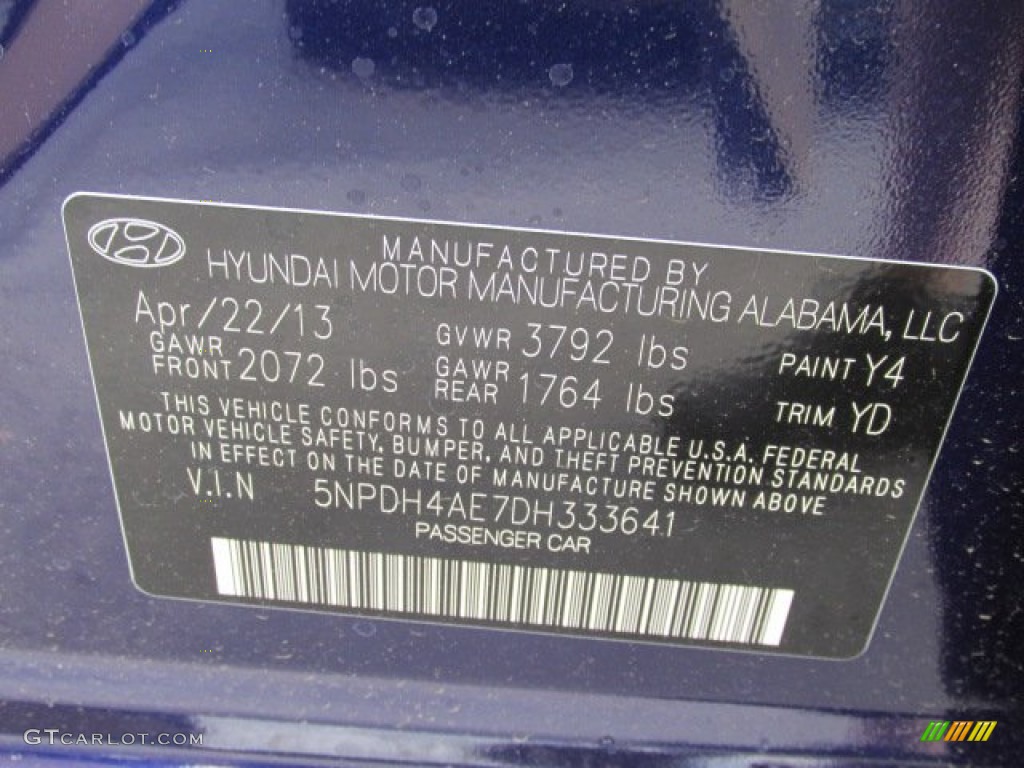 MANUFACTURED BY
HYUNDAI MOTOR MANUFACTURING ALABAMA, LLC
Apr/22/13 GVWR 3792 lbs PAINT Y4
GAWR FRONT 2072 lbs GAWR REAR 1764 lbs TRIM YD
THIS VEHICLE CONFORMS TO ALL APPLICABLE U.S.A. FEDERAL
MOTOR VEHICLE SAFETY, BUMPER, AND THEFT PREVENTION STANDARDS
IN EFFECT ON THE DATE OF MANUFACTURE SHOWN ABOVE
V.I.N 5NPDH4AE7DH333641
PASSENGER CAR
GTCARLOT.COM